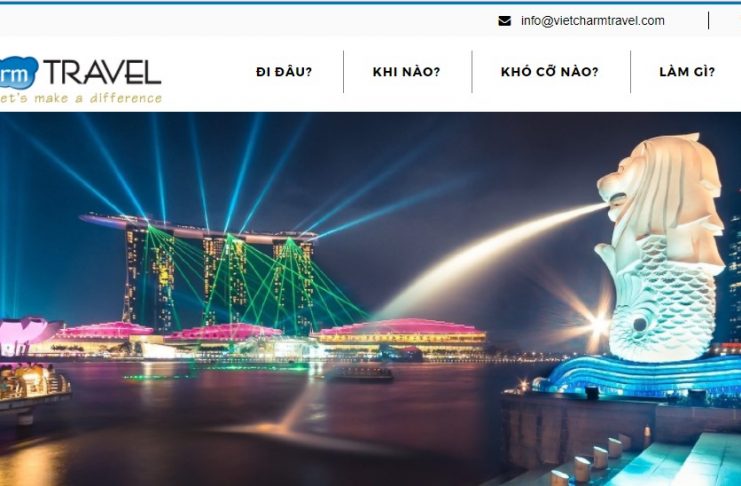 info@vietcharmtravel.com
rm TRAVEL
et's make a difference
ĐI ĐÂU?
KHI NÀO?
KHÓ CỠ NÀO?
LÀM GÌ?